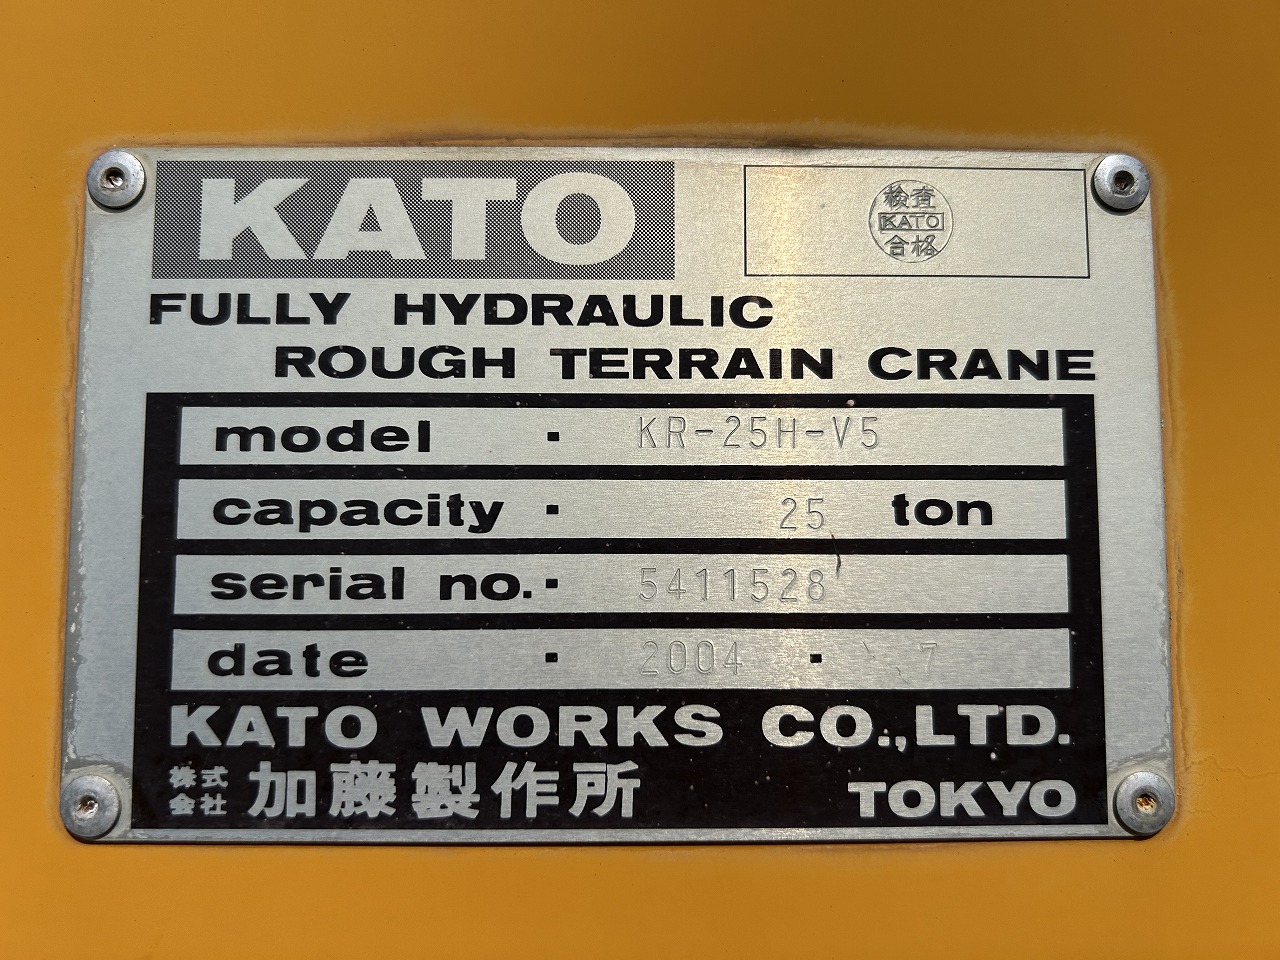 KATO
検査
KATO
合格
FULLY HYDRAULIC
ROUGH TERRAIN CRANE
model · KR-25H-V5
capacity · 25 ton
serial no. · 5411528
date · 2004 · 7
KATO WORKS CO.,LTD.
株式会社 加藤製作所 TOKYO